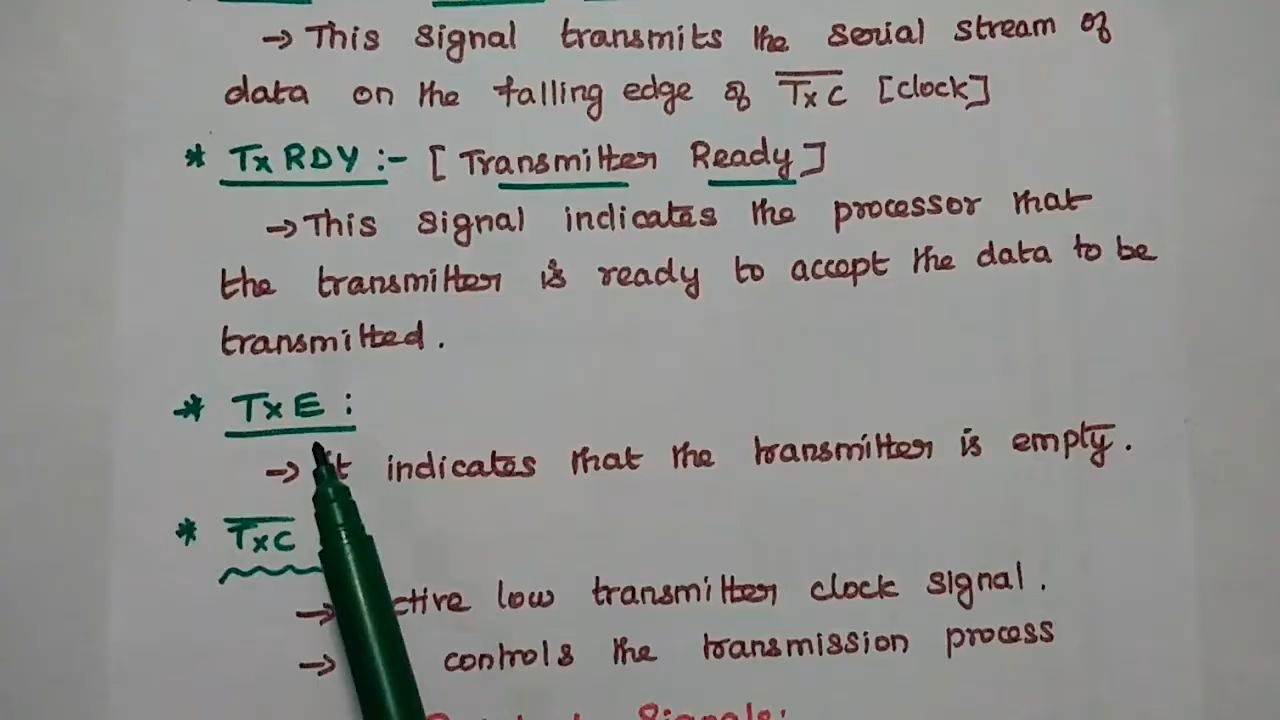 → This signal transmits the serial stream of
data on the falling edge of T̅x̅C̅ [clock]
* TxRDY :- [Transmitter Ready]
→ This signal indicates the processor that
the transmitter is ready to accept the data to be
transmitted.
* TxE :
→ It indicates that the transmitter is empty.
* T̅x̅C̅
→ ctive low transmitter clock signal.
→ controls the transmission process
Signals: